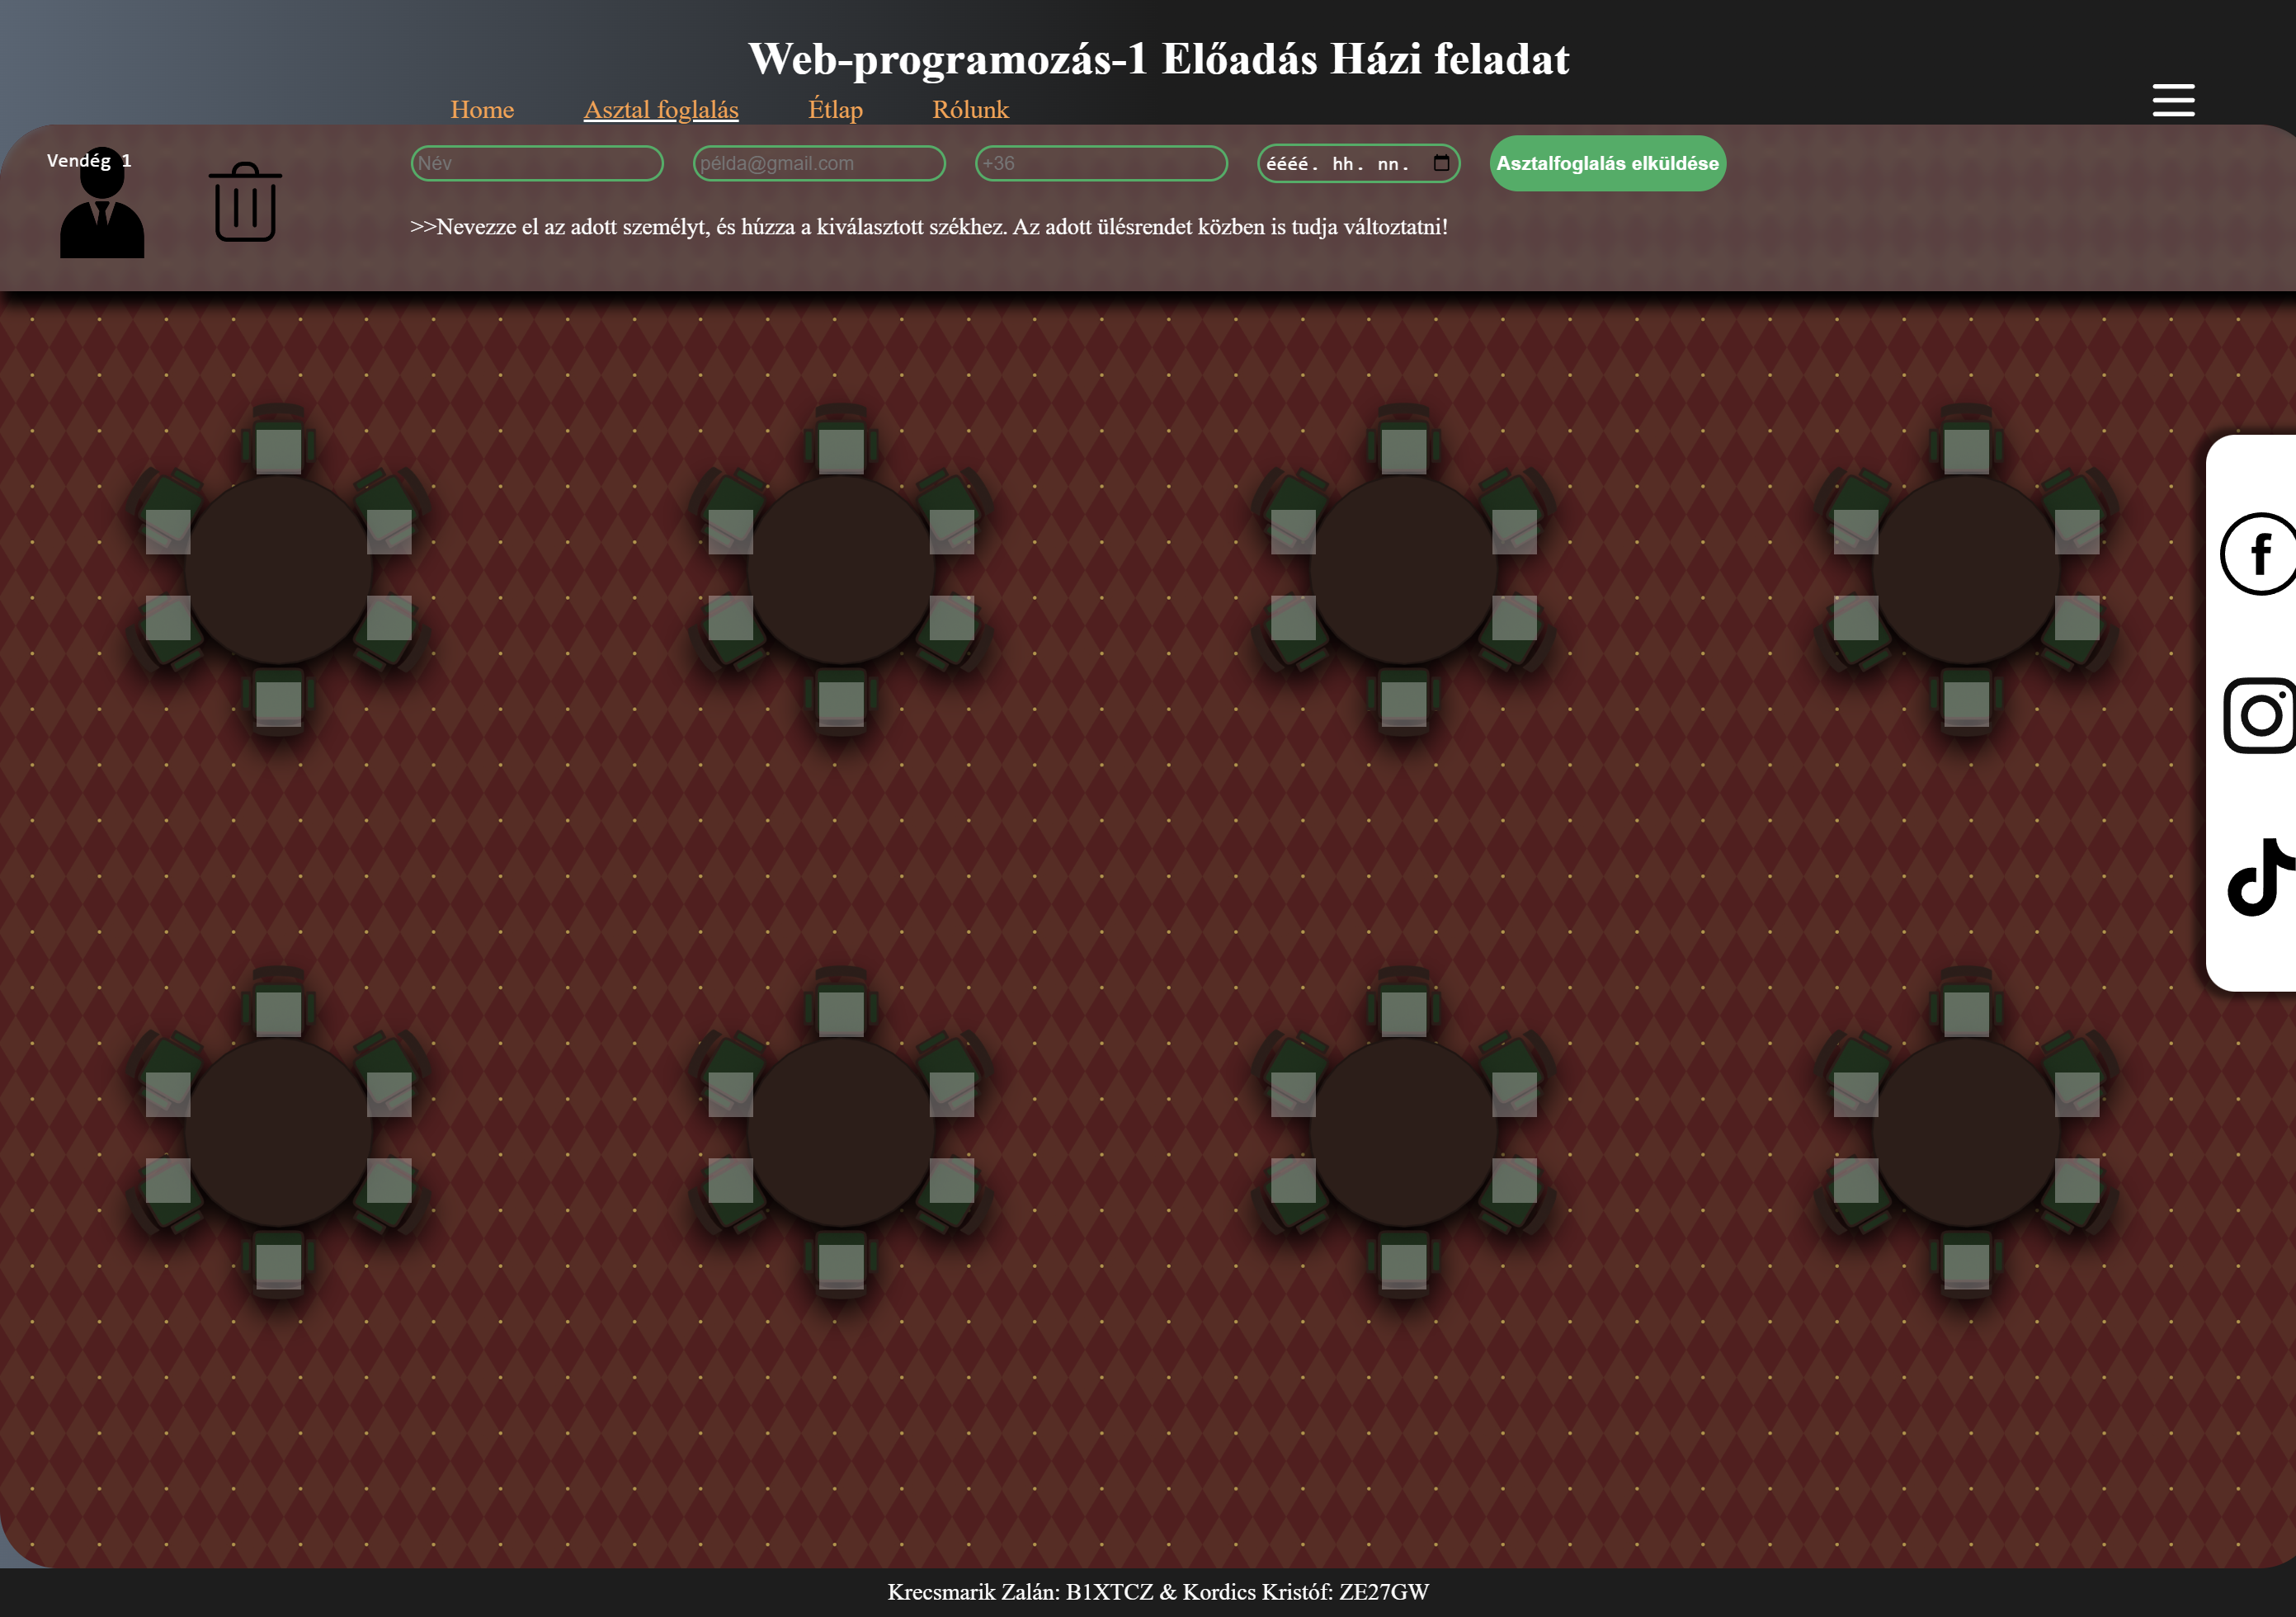 Web-programozás-1 Előadás Házi feladat
Home Asztal foglalás Étlap Rólunk
Vendég 1
Név példa@gmail.com +36 éééé. hh. nn. Asztalfoglalás elküldése
>>Nevezze el az adott személyt, és húzza a kiválasztott székhez. Az adott ülésrendet közben is tudja változtatni!
Krecsmarik Zalán: B1XTCZ & Kordics Kristóf: ZE27GW